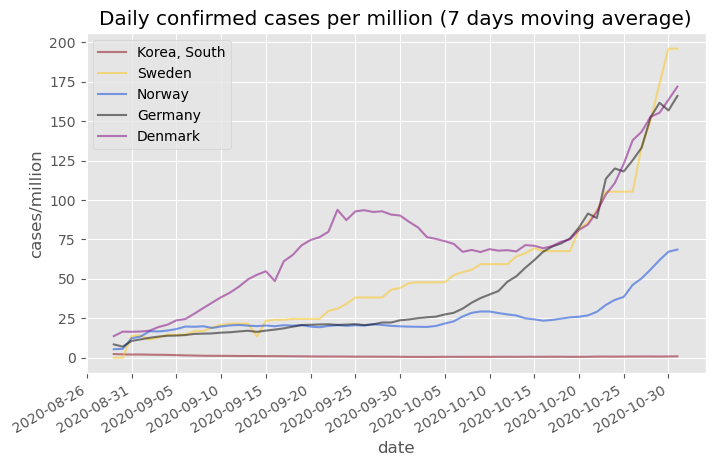 Daily confirmed cases per million (7 days moving average)
200
175
150
125
100
75
50
25
0
cases/million
Korea, South
Sweden
Norway
Germany
Denmark
2020-08-26
2020-08-31
2020-09-05
2020-09-10
2020-09-15
2020-09-20
2020-09-25
2020-09-30
2020-10-05
2020-10-10
2020-10-15
2020-10-20
2020-10-25
2020-10-30
date